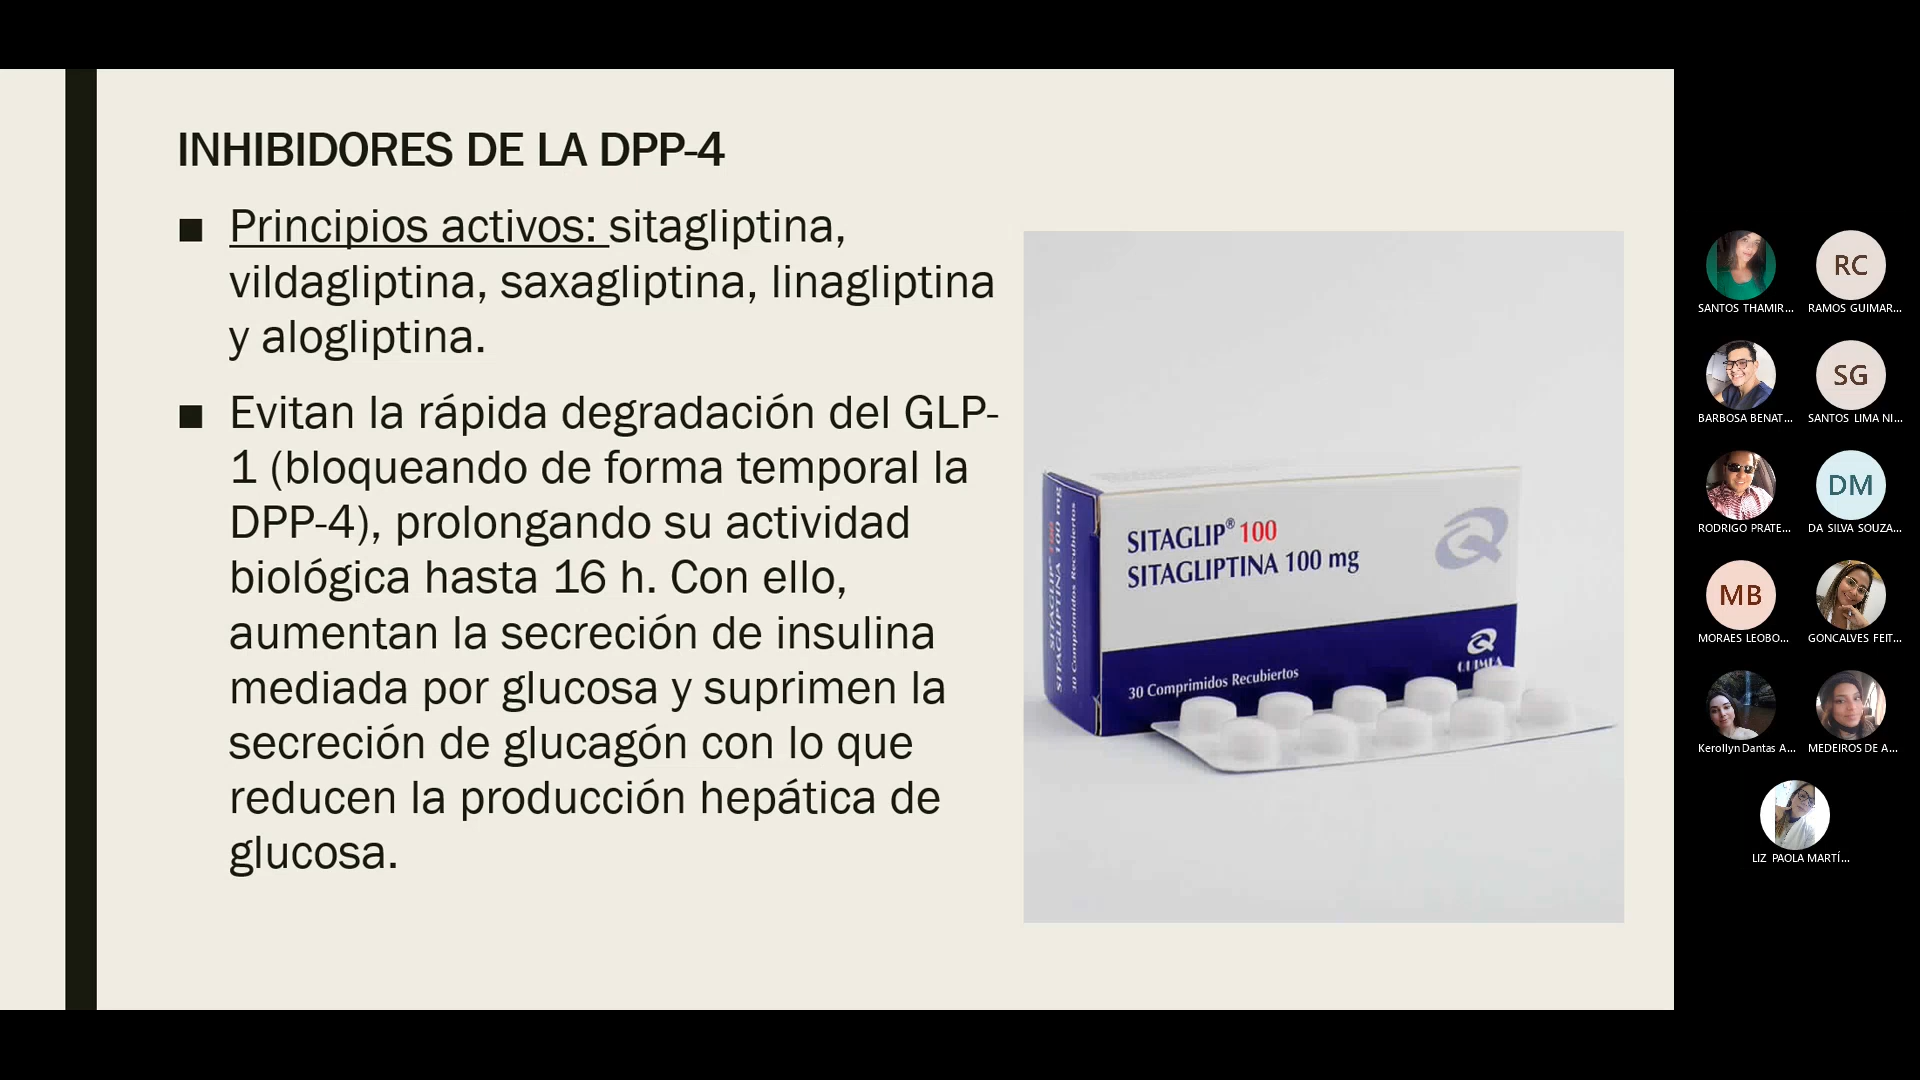 INHIBIDORES DE LA DPP-4
■ Principios activos: sitagliptina,
vildagliptina, saxagliptina, linagliptina
y alogliptina.
■ Evitan la rápida degradación del GLP-
1 (bloqueando de forma temporal la
DPP-4), prolongando su actividad
biológica hasta 16 h. Con ello,
aumentan la secreción de insulina
mediada por glucosa y suprimen la
secreción de glucagón con lo que
reducen la producción hepática de
glucosa.
SITAGLIP® 100
SITAGLIPTINA 100 mg
30 Comprimidos Recubiertos
QUIMFA
SITAGLIP® 100
SITAGLIPTINA 100 mg
30 Comprimidos Recubiertos
SANTOS THAMIR...
RC
RAMOS GUIMAR...
BARBOSA BENAT...
SG
SANTOS LIMA NI...
RODRIGO PRATE...
DM
DA SILVA SOUZA...
MB
MORAES LEOBO...
GONCALVES FEIT...
Kerollyn Dantas A...
MEDEIROS DE A...
LIZ PAOLA MARTÍ...